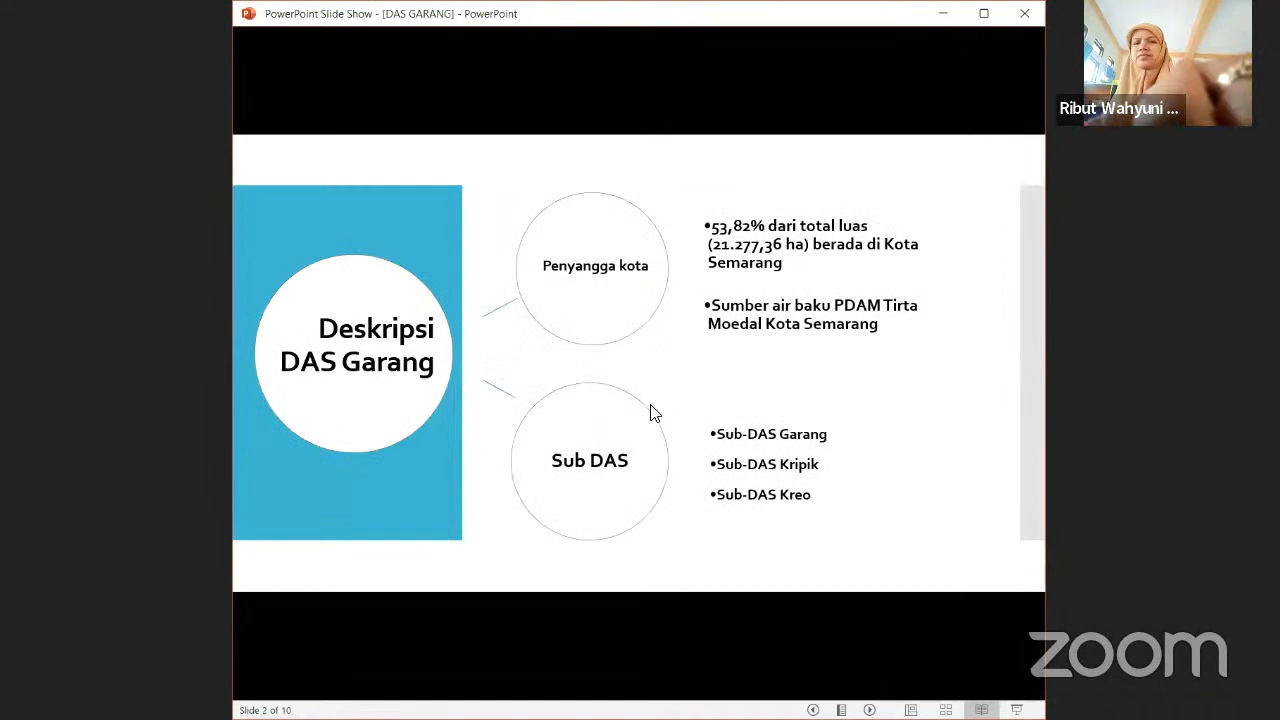 PowerPoint Slide Show - [DAS GARANG] - PowerPoint
Ribut Wahyuni ...
Deskripsi
DAS Garang
Penyangga kota
•53,82% dari total luas
(21.277,36 ha) berada di Kota
Semarang
•Sumber air baku PDAM Tirta
Moedal Kota Semarang
Sub DAS
•Sub-DAS Garang
•Sub-DAS Kripik
•Sub-DAS Kreo
zoom
Slide 2 of 10